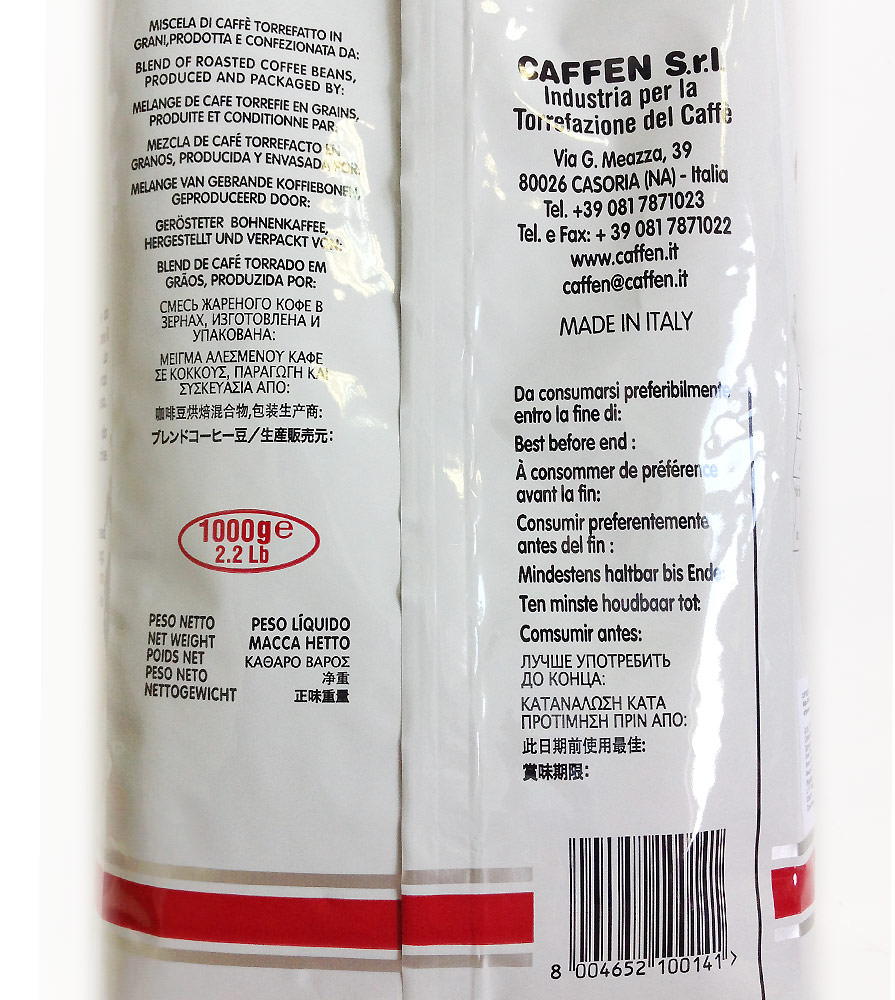 MISCELA DI CAFFÈ TORREFATTO IN
GRANI,PRODOTTA E CONFEZIONATA DA:
BLEND OF ROASTED COFFEE BEANS,
PRODUCED AND PACKAGED BY:
MELANGE DE CAFE TORREFIE EN GRAINS,
PRODUITE ET CONDITIONNE PAR:
MEZCLA DE CAFÉ TORREFACTO EN
GRANOS, PRODUCIDA Y ENVASADA POR:
MELANGE VAN GEBRANDE KOFFIEBONEN,
GEPRODUCEERD DOOR:
GERÖSTETER BOHNENKAFFEE,
HERGESTELLT UND VERPACKT VON:
BLEND DE CAFÉ TORRADO EM
GRÃOS, PRODUZIDA POR:
СМЕСЬ ЖАРЕНОГО КОФЕ В
ЗЕРНАХ, ИЗГОТОВЛЕНА И
УПАКОВАНА:
ΜΕΙΓΜΑ ΑΛΕΣΜΕΝΟΥ ΚΑΦΕ
ΣΕ ΚΟΚΚΟΥΣ, ΠΑΡΑΓΩΓΗ ΚΑΙ
ΣΥΣΚΕΥΑΣΙΑ ΑΠΟ:
咖啡豆烘焙混合物,包装生产商:
ブレンドコーヒー豆／生産販売元:
1000g e
2.2 Lb
PESO NETTO
NET WEIGHT
POIDS NET
PESO NETO
NETTOGEWICHT
PESO LÍQUIDO
МАССА НЕТТО
ΚΑΘΑΡΟ ΒΑΡΟΣ
净重
正味重量
CAFFEN S.r.l.
Industria per la
Torrefazione del Caffè
Via G. Meazza, 39
80026 CASORIA (NA) - Italia
Tel. +39 081 7871023
Tel. e Fax: + 39 081 7871022
www.caffen.it
caffen@caffen.it
MADE IN ITALY
Da consumarsi preferibilmente
entro la fine di:
Best before end :
À consommer de préférence
avant la fin:
Consumir preferentemente
antes del fin :
Mindestens haltbar bis Ende:
Ten minste houdbaar tot:
Comsumir antes:
ЛУЧШЕ УПОТРЕБИТЬ
ДО КОНЦА:
ΚΑΤΑΝΑΛΩΣΗ ΚΑΤΑ
ΠΡΟΤΙΜΗΣΗ ΠΡΙΝ ΑΠΟ:
此日期前使用最佳:
賞味期限:
8 004652 100141 >